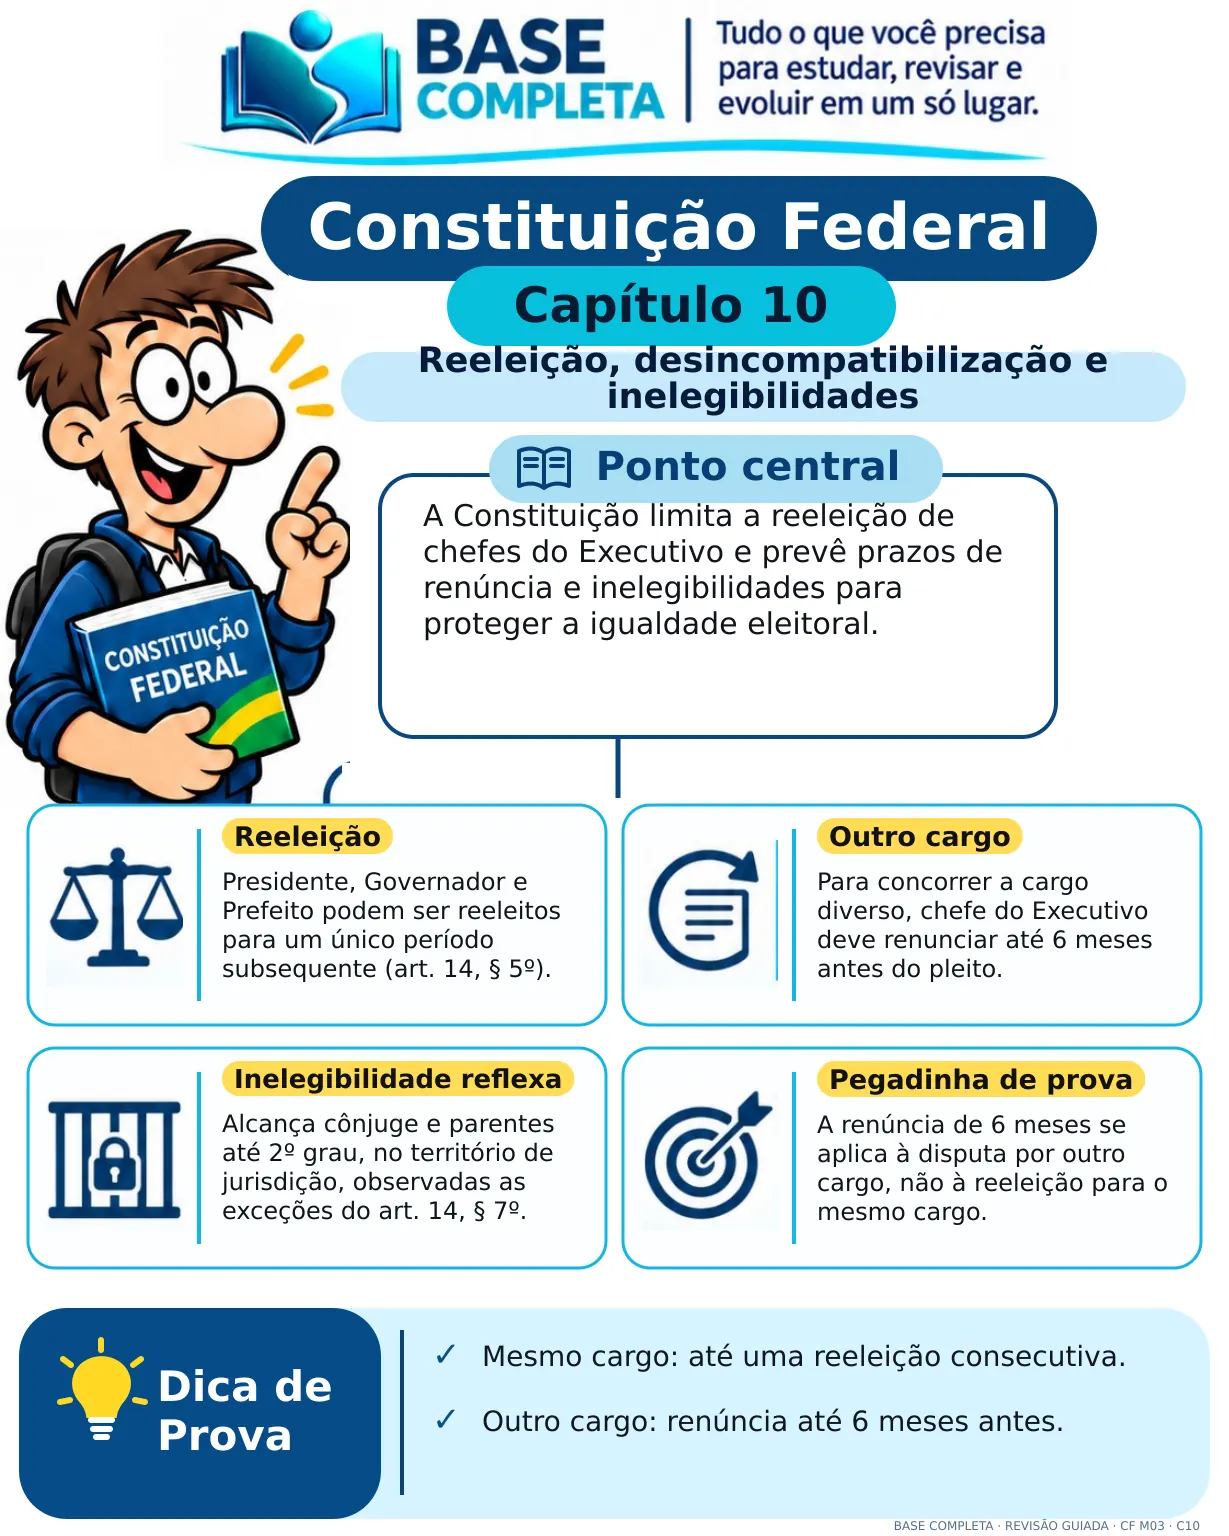 BASE
COMPLETA
Tudo o que você precisa
para estudar, revisar e
evoluir em um só lugar.
Constituição Federal
Capítulo 10
Reeleição, desincompatibilização e
inelegibilidades
Ponto central
A Constituição limita a reeleição de
chefes do Executivo e prevê prazos de
renúncia e inelegibilidades para
proteger a igualdade eleitoral.
CONSTITUIÇÃO
FEDERAL
Reeleição
Presidente, Governador e
Prefeito podem ser reeleitos
para um único período
subsequente (art. 14, § 5º).
Outro cargo
Para concorrer a cargo
diverso, chefe do Executivo
deve renunciar até 6 meses
antes do pleito.
Inelegibilidade reflexa
Alcança cônjuge e parentes
até 2º grau, no território de
jurisdição, observadas as
exceções do art. 14, § 7º.
Pegadinha de prova
A renúncia de 6 meses se
aplica à disputa por outro
cargo, não à reeleição para o
mesmo cargo.
Dica de
Prova
✓ Mesmo cargo: até uma reeleição consecutiva.
✓ Outro cargo: renúncia até 6 meses antes.
BASE COMPLETA · REVISÃO GUIADA · CF M03 · C10